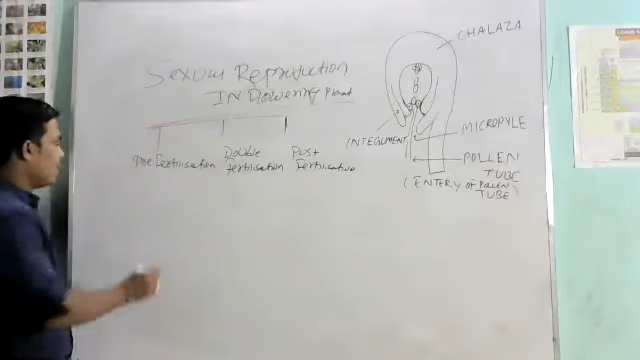 Sexual Reproduction
IN Flowering Plant
Pre Fertilisation
Double
fertilisation
Post
Fertilisation
CHALAZA
INTEGUMENT
MICROPYLE
POLLEN
TUBE
(ENTERY OF POLLEN
TUBE)